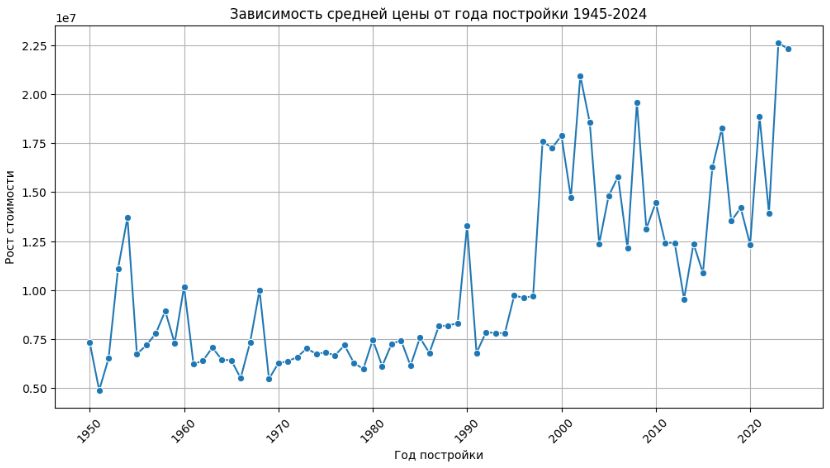 Зависимость средней цены от года постройки 1945-2024
1e7
2.25
2.00
1.75
1.50
1.25
1.00
0.75
0.50
Рост стоимости
1950 1960 1970 1980 1990 2000 2010 2020
Год постройки